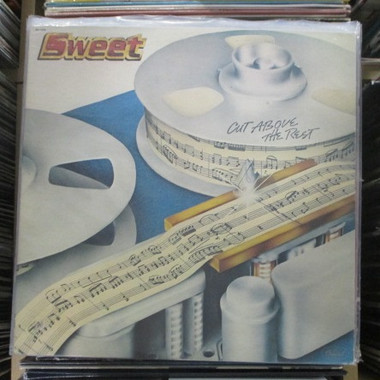 Sweet
CUT ABOVE
THE REST